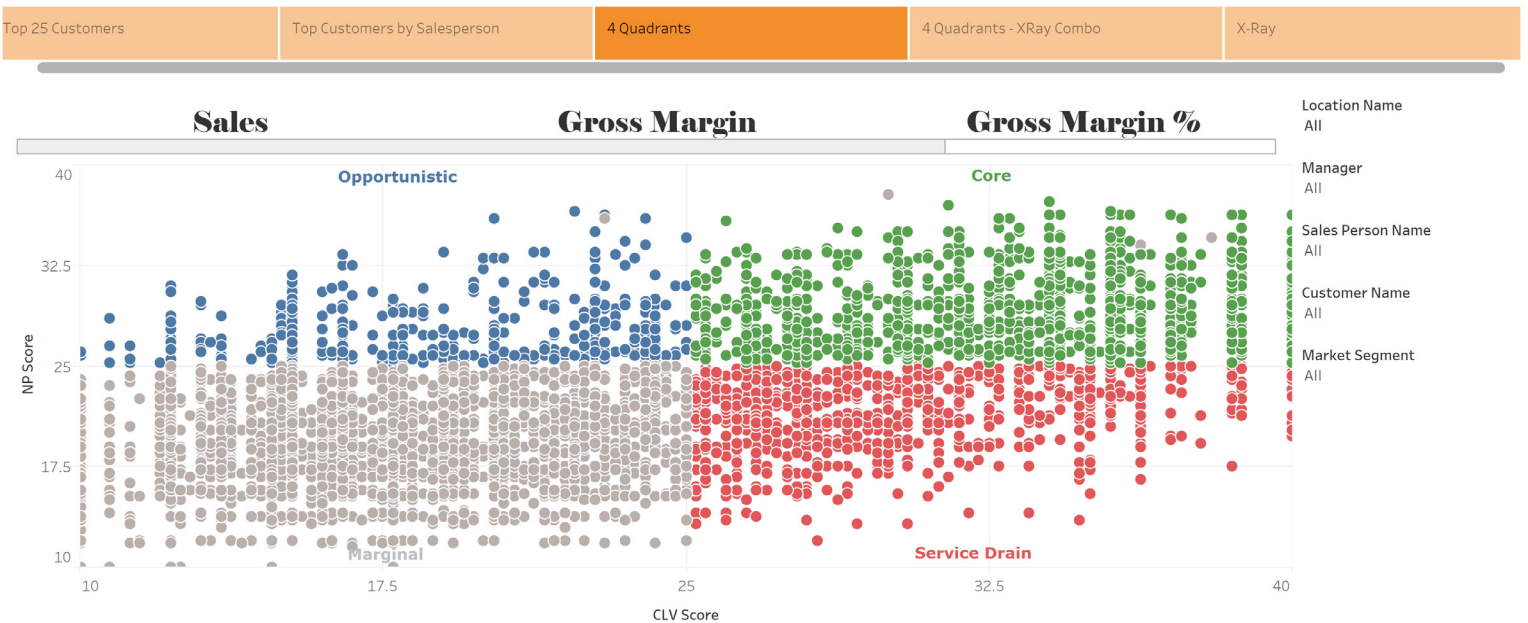 Top 25 Customers
Top Customers by Salesperson
4 Quadrants
4 Quadrants - XRay Combo
X-Ray
Sales
Gross Margin
Gross Margin %
Location Name
All
Manager
All
Sales Person Name
All
Customer Name
All
Market Segment
All
Opportunistic
Core
40
32.5
25
17.5
10
NP Score
Marginal
Service Drain
10
17.5
25
32.5
40
CLV Score